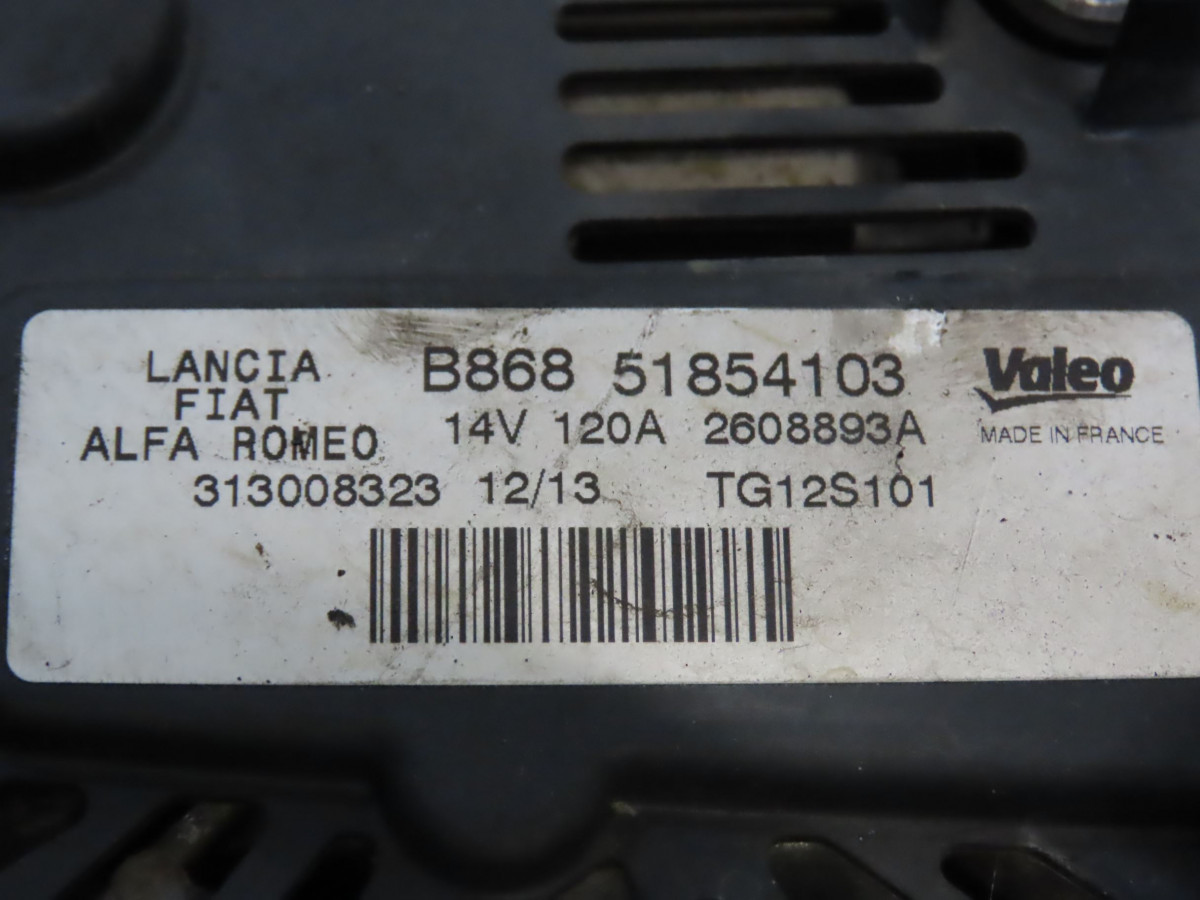 LANCIA
FIAT
ALFA ROMEO
B868 51854103
14V 120A 2608893A
313008323 12/13 TG12S101
Valeo
MADE IN FRANCE